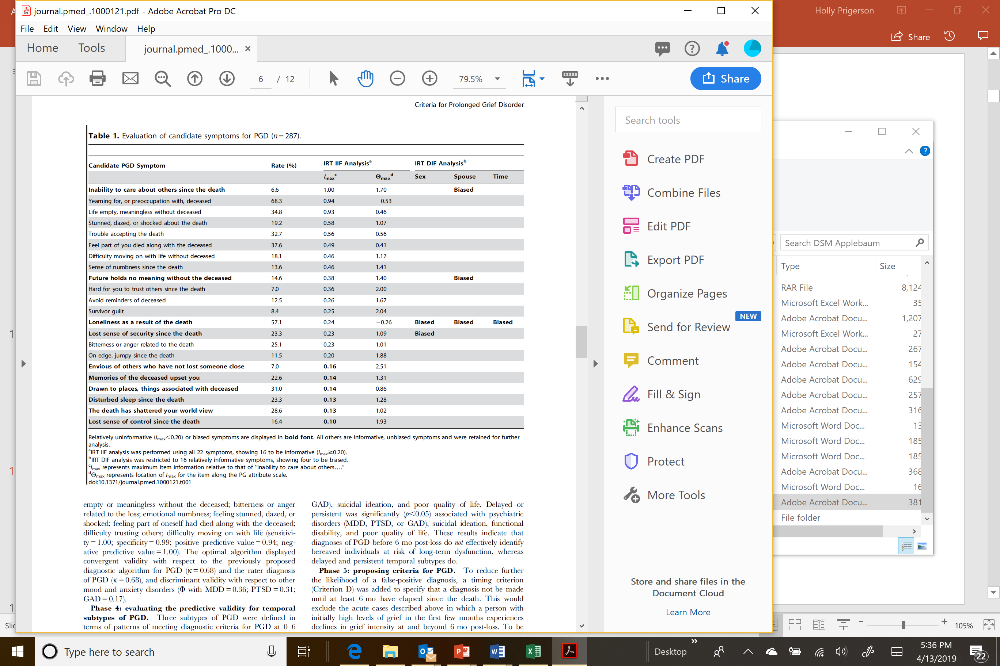 journal.pmed_.1000121.pdf - Adobe Acrobat Pro DC
Holly Prigerson
File Edit View Window Help
Share
Home Tools journal.pmed_.1000...
6 / 12 79.5% Share
Criteria for Prolonged Grief Disorder
Table 1. Evaluation of candidate symptoms for PGD (n = 287).
Candidate PGD Symptom Rate (%) IRT IIF Analysis^a IRT DIF Analysis^b
I_max^c Θ_max^d Sex Spouse Time
Inability to care about others since the death 6.6 1.00 1.70 Biased
Yearning for, or preoccupation with, deceased 68.3 0.94 −0.53
Life empty, meaningless without deceased 34.8 0.93 0.46
Stunned, dazed, or shocked about the death 19.2 0.58 1.07
Trouble accepting the death 32.7 0.56 0.56
Feel part of you died along with the deceased 37.6 0.49 0.41
Difficulty moving on with life without deceased 18.1 0.46 1.17
Sense of numbness since the death 13.6 0.46 1.41
Future holds no meaning without the deceased 14.6 0.38 1.40 Biased
Hard for you to trust others since the death 7.0 0.36 2.00
Avoid reminders of deceased 12.5 0.26 1.67
Survivor guilt 8.4 0.25 2.04
Loneliness as a result of the death 57.1 0.24 −0.26 Biased Biased Biased
Lost sense of security since the death 23.3 0.23 1.09 Biased
Bitterness or anger related to the death 25.1 0.23 1.01
On edge, jumpy since the death 11.5 0.20 1.88
Envious of others who have not lost someone close 7.0 0.16 2.51
Memories of the deceased upset you 22.6 0.14 1.31
Drawn to places, things associated with deceased 31.0 0.14 0.86
Disturbed sleep since the death 23.3 0.13 1.28
The death has shattered your world view 28.6 0.13 1.02
Lost sense of control since the death 16.4 0.10 1.93
Relatively uninformative (I_max<0.20) or biased symptoms are displayed in bold font. All others are informative, unbiased symptoms and were retained for further
analysis.
^aIRT IIF analysis was performed using all 22 symptoms, showing 16 to be informative (I_max≥0.20).
^bIRT DIF analysis was restricted to 16 relatively informative symptoms, showing four to be biased.
^cI_max represents maximum item information relative to that of "inability to care about others…."
^dΘ_max represents location of I_max for the item along the PG attribute scale.
doi:10.1371/journal.pmed.1000121.t001
empty or meaningless without the deceased; bitterness or anger
related to the loss; emotional numbness; feeling stunned, dazed, or
shocked; feeling part of oneself had died along with the deceased;
difficulty trusting others; difficulty moving on with life (sensitivi-
ty = 1.00; specificity = 0.99; positive predictive value = 0.94; neg-
ative predictive value = 1.00). The optimal algorithm displayed
convergent validity with respect to the previously proposed
diagnostic algorithm for PGD (κ = 0.68) and the rater diagnosis
of PGD (κ = 0.68), and discriminant validity with respect to other
mood and anxiety disorders (Φ with MDD = 0.36; PTSD = 0.31;
GAD = 0.17).
Phase 4: evaluating the predictive validity for temporal
subtypes of PGD. Three subtypes of PGD were defined in
terms of patterns of meeting diagnostic criteria for PGD at 0–6
GAD), suicidal ideation, and poor quality of life. Delayed or
persistent was significantly (p<0.05) associated with psychiatric
disorders (MDD, PTSD, or GAD), suicidal ideation, functional
disability, and poor quality of life. These results indicate that
diagnoses of PGD before 6 mo post-loss do not effectively identify
bereaved individuals at risk of long-term dysfunction, whereas
delayed and persistent temporal subtypes do.
Phase 5: proposing criteria for PGD. To reduce further
the likelihood of a false-positive diagnosis, a timing criterion
(Criterion D) was added to specify that a diagnosis not be made
until at least 6 mo have elapsed since the death. This would
exclude the acute cases described above in which a person with
initially high levels of grief in the first few months experiences
declines in grief intensity at and beyond 6 mo post-loss. To be
Search tools
Create PDF
Combine Files
Edit PDF
Export PDF
Organize Pages
NEW
Send for Review
Comment
Fill & Sign
Enhance Scans
Protect
More Tools
Store and share files in the
Document Cloud
Learn More
Search DSM Applebaum
Type Size
RAR File 8,124
Microsoft Excel Work... 35
Adobe Acrobat Docu... 1,207
Microsoft Excel Work... 27
Adobe Acrobat Docu... 267
Adobe Acrobat Docu... 154
Adobe Acrobat Docu... 629
Adobe Acrobat Docu... 257
Adobe Acrobat Docu... 316
Microsoft Word Doc... 13
Microsoft Word Doc... 185
Microsoft Word Doc... 185
Adobe Acrobat Docu... 368
Microsoft Word Doc... 16
Adobe Acrobat Docu... 381
File folder
1
1
1
Slid
105%
Type here to search
Desktop
5:36 PM
4/13/2019
22